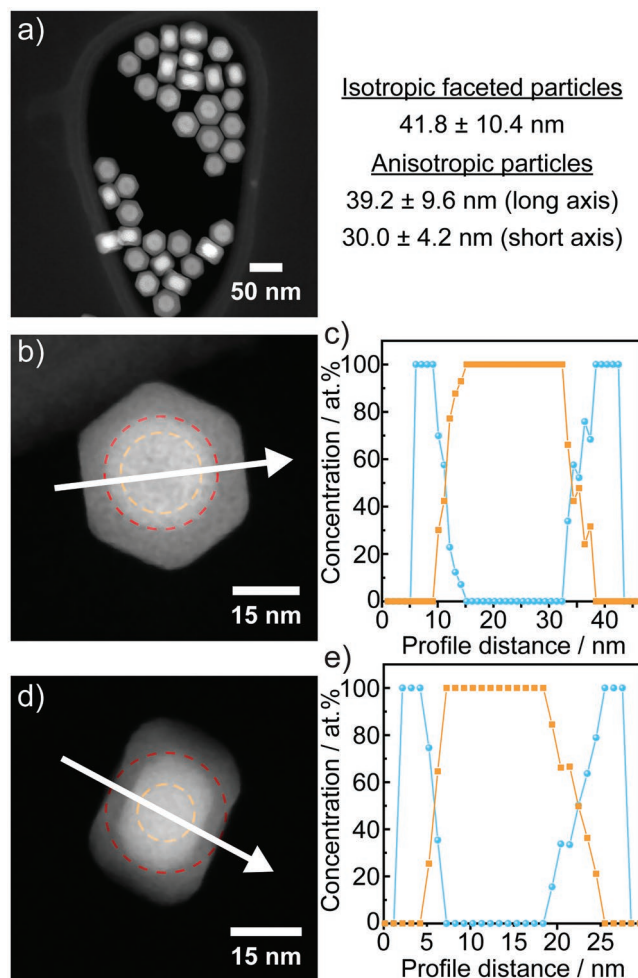 a)
50 nm
Isotropic faceted particles
41.8 ± 10.4 nm
Anisotropic particles
39.2 ± 9.6 nm (long axis)
30.0 ± 4.2 nm (short axis)
b)
15 nm
c)
Concentration / at.%
100
80
60
40
20
0
0 10 20 30 40
Profile distance / nm
d)
15 nm
e)
Concentration / at.%
100
80
60
40
20
0
0 5 10 15 20 25
Profile distance / nm